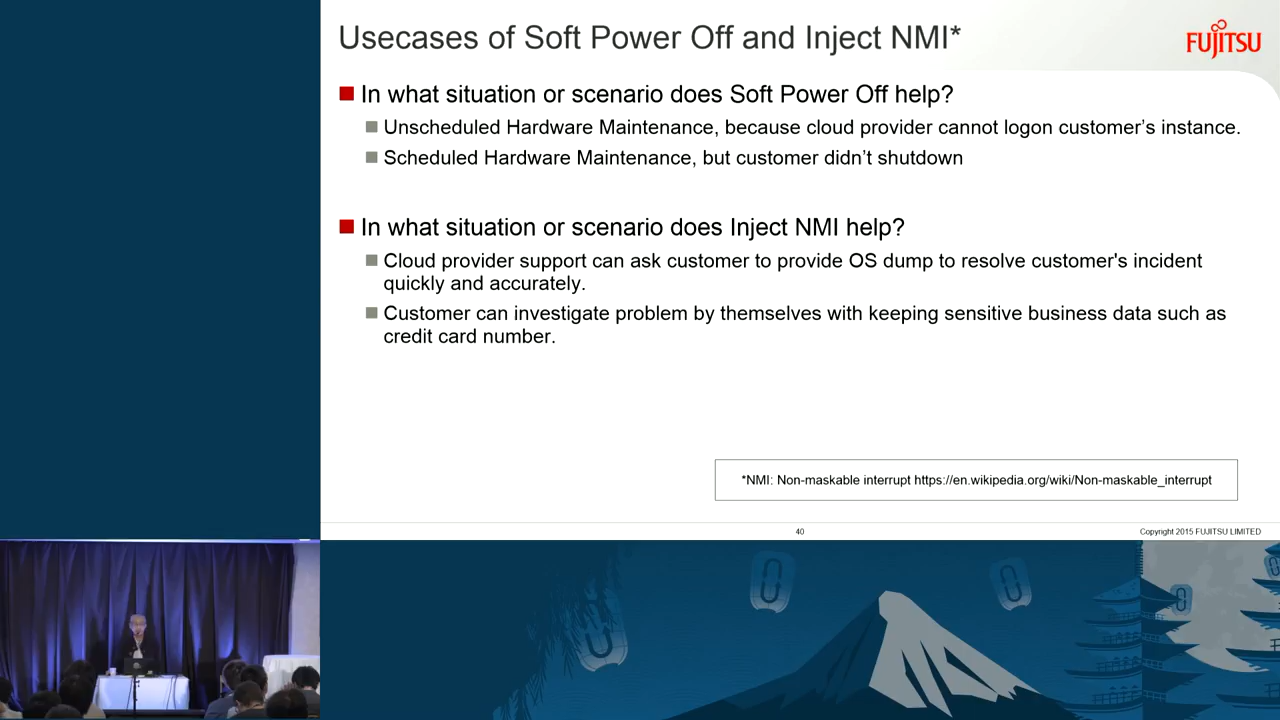 Usecases of Soft Power Off and Inject NMI*
FUJITSU
In what situation or scenario does Soft Power Off help?
Unscheduled Hardware Maintenance, because cloud provider cannot logon customer’s instance.
Scheduled Hardware Maintenance, but customer didn’t shutdown
In what situation or scenario does Inject NMI help?
Cloud provider support can ask customer to provide OS dump to resolve customer's incident
quickly and accurately.
Customer can investigate problem by themselves with keeping sensitive business data such as
credit card number.
*NMI: Non-maskable interrupt https://en.wikipedia.org/wiki/Non-maskable_interrupt
40
Copyright 2015 FUJITSU LIMITED